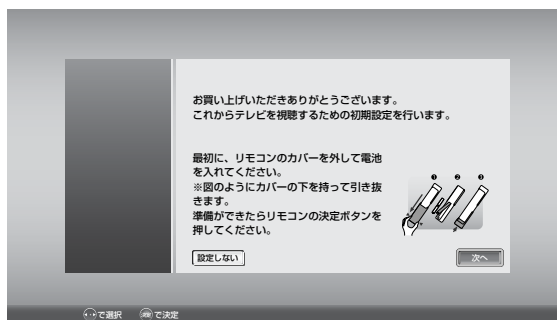 お買い上げいただきありがとうございます。
これからテレビを視聴するための初期設定を行います。
最初に、リモコンのカバーを外して電池
を入れてください。
※図のようにカバーの下を持って引き抜
きます。
準備ができたらリモコンの決定ボタンを
押してください。
❶ ❷ ❸
設定しない
次へ
で選択 決定 で決定